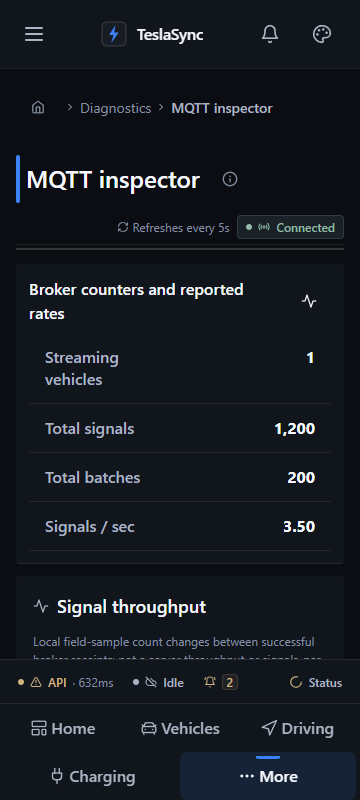 TeslaSync
Diagnostics > MQTT inspector
MQTT inspector
Refreshes every 5s
Connected
Broker counters and reported
rates
Streaming
vehicles
1
Total signals
1,200
Total batches
200
Signals / sec
3.50
Signal throughput
Local field-sample count changes between successful
API · 632ms
Idle
2
Status
Home
Vehicles
Driving
Charging
More